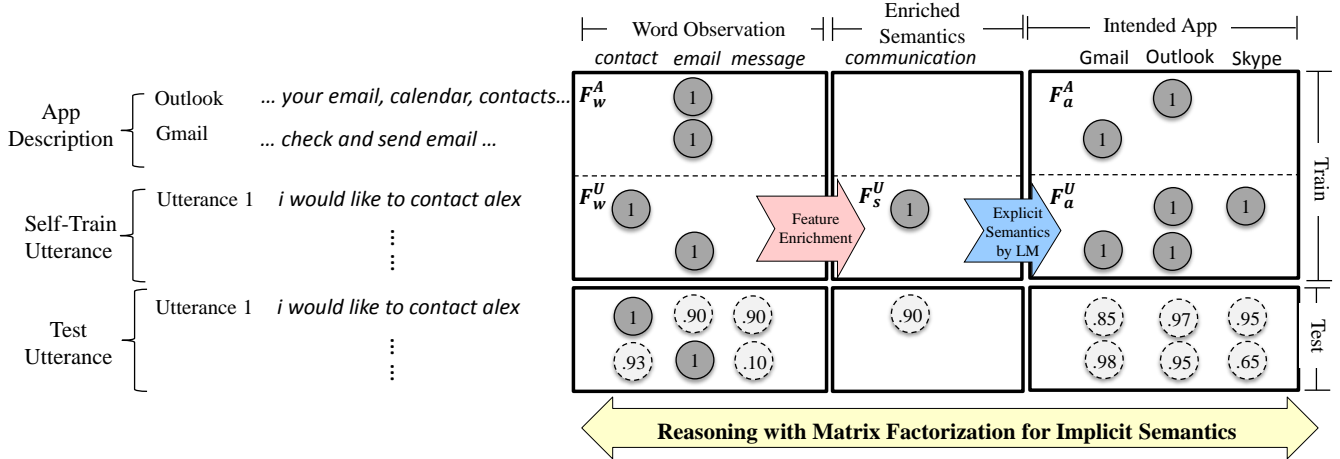 Word Observation
Enriched Semantics
Intended App
contact email message communication Gmail Outlook Skype
App Description
Outlook … your email, calendar, contacts…
Gmail … check and send email …
F_w^A 1 1
F_a^A 1 1
Self-Train Utterance
Utterance 1 i would like to contact alex
F_w^U 1 1
Feature Enrichment
F_s^U 1
Explicit Semantics by LM
F_a^U 1 1 1 1
Train
Test Utterance
Utterance 1 i would like to contact alex
1 .90 .90 .90 .85 .97 .95
.93 1 .10 .98 .95 .65
Test
Reasoning with Matrix Factorization for Implicit Semantics